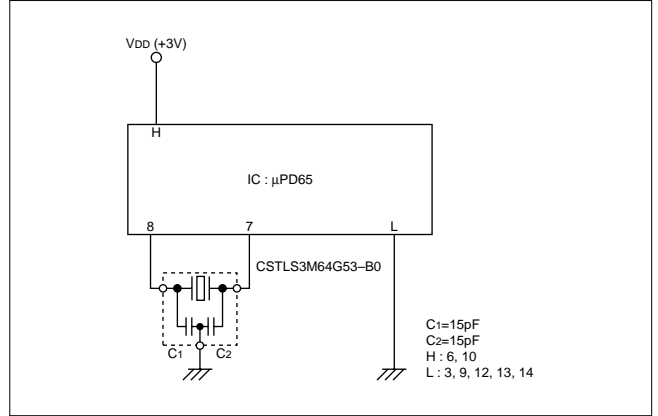 VDD (+3V)
H
IC : μPD65
8 7 L
CSTLS3M64G53–B0
C1 C2
C1=15pF
C2=15pF
H : 6, 10
L : 3, 9, 12, 13, 14